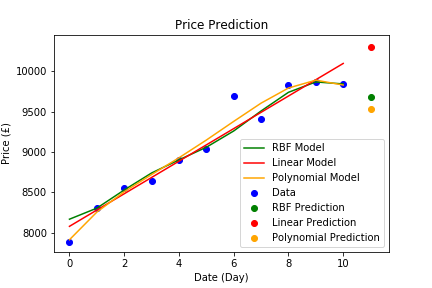 Price Prediction
10000
9500
9000
8500
8000
Price (£)
RBF Model
Linear Model
Polynomial Model
Data
RBF Prediction
Linear Prediction
Polynomial Prediction
0
2
4
6
8
10
Date (Day)